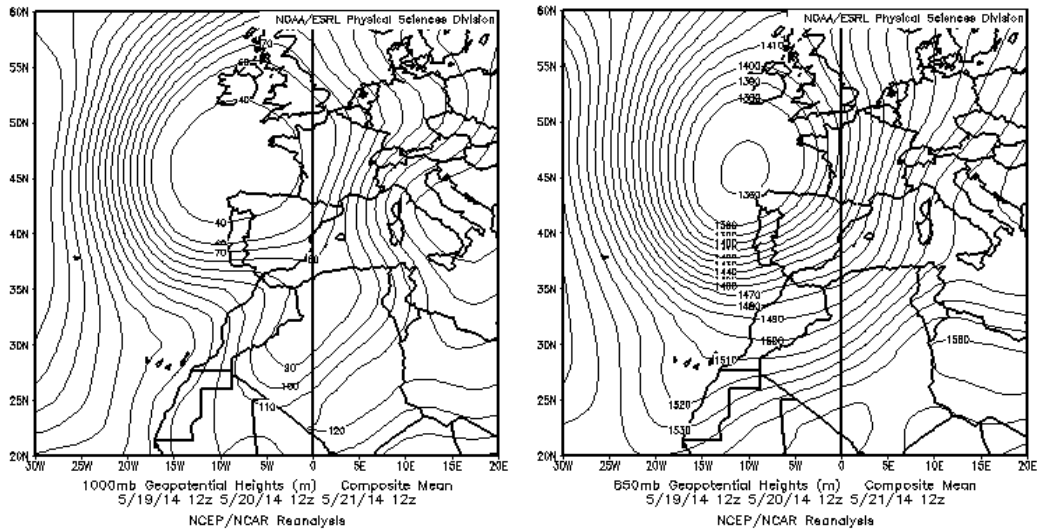 NOAA/ESRL Physical Sciences Division
60N
55N
50N
45N
40N
35N
30N
25N
20N
30W 25W 20W 15W 10W 5W 0 5E 10E 15E 20E
70
40
40
70
90
100
110
120
1000mb Geopotential Heights (m) Composite Mean
5/19/14 12z 5/20/14 12z 5/21/14 12z
NCEP/NCAR Reanalysis
NOAA/ESRL Physical Sciences Division
60N
55N
50N
45N
40N
35N
30N
25N
20N
30W 25W 20W 15W 10W 5W 0 5E 10E 15E 20E
1410
1400
1400
1440
1470
1480
1490
1500
1510
1520
1530
1560
850mb Geopotential Heights (m) Composite Mean
5/19/14 12z 5/20/14 12z 5/21/14 12z
NCEP/NCAR Reanalysis